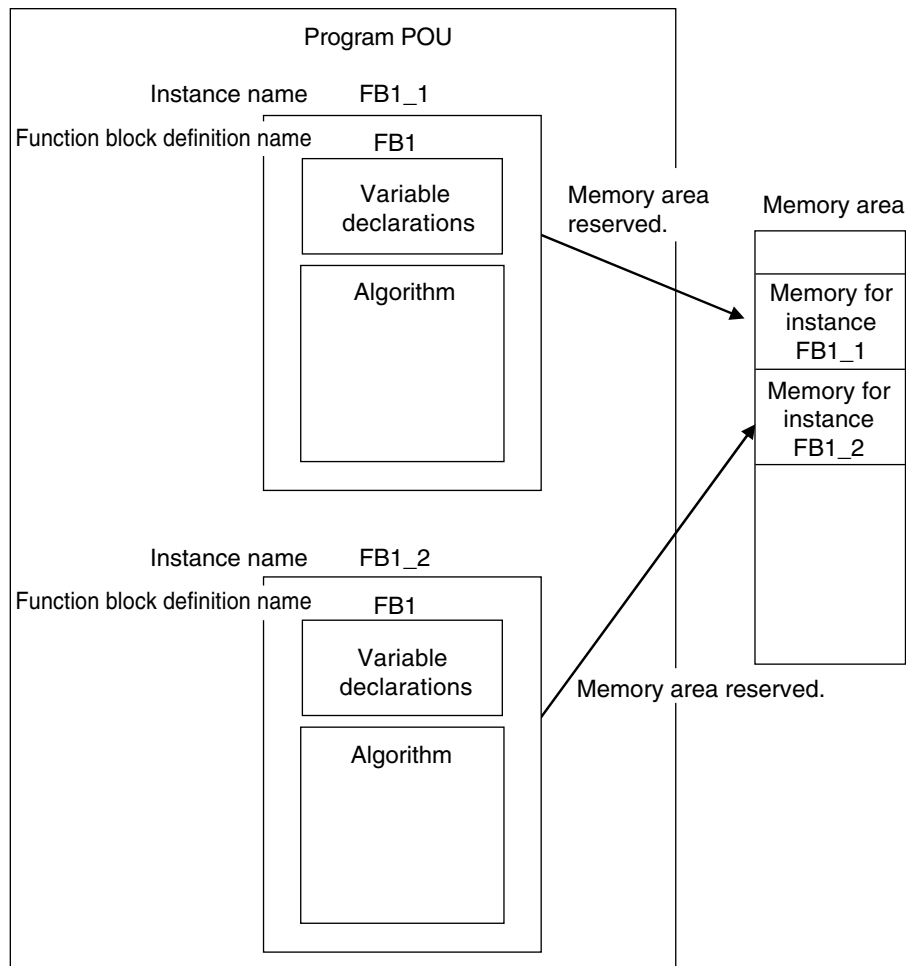 Program POU
Instance name FB1_1
Function block definition name FB1
Variable
declarations
Algorithm
Memory area
reserved.
Memory area
Memory for
instance
FB1_1
Memory for
instance
FB1_2
Instance name FB1_2
Function block definition name FB1
Variable
declarations
Memory area reserved.
Algorithm